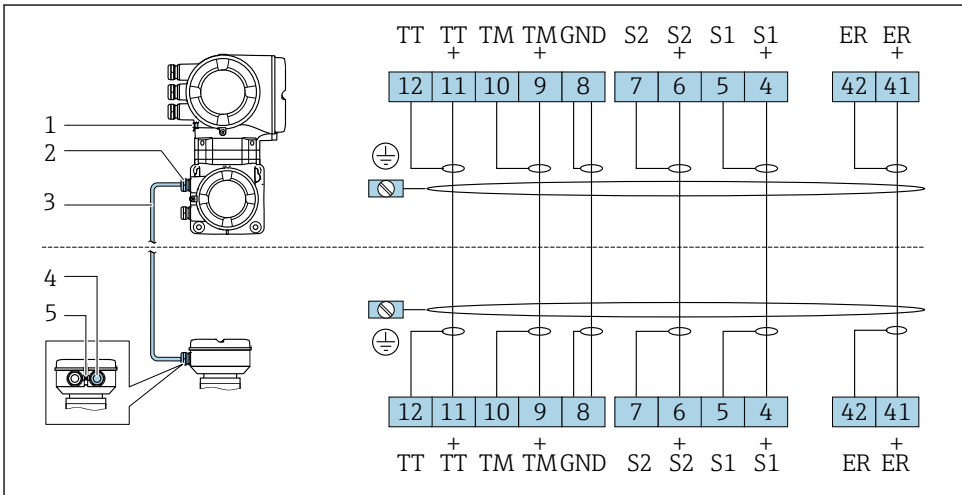 TT TT TM TM GND S2 S2 S1 S1 ER ER
+ + + + +
12 11 10 9 8 7 6 5 4 42 41
1
2
3
4
5
12 11 10 9 8 7 6 5 4 42 41
+ + + + +
TT TT TM TM GND S2 S2 S1 S1 ER ER